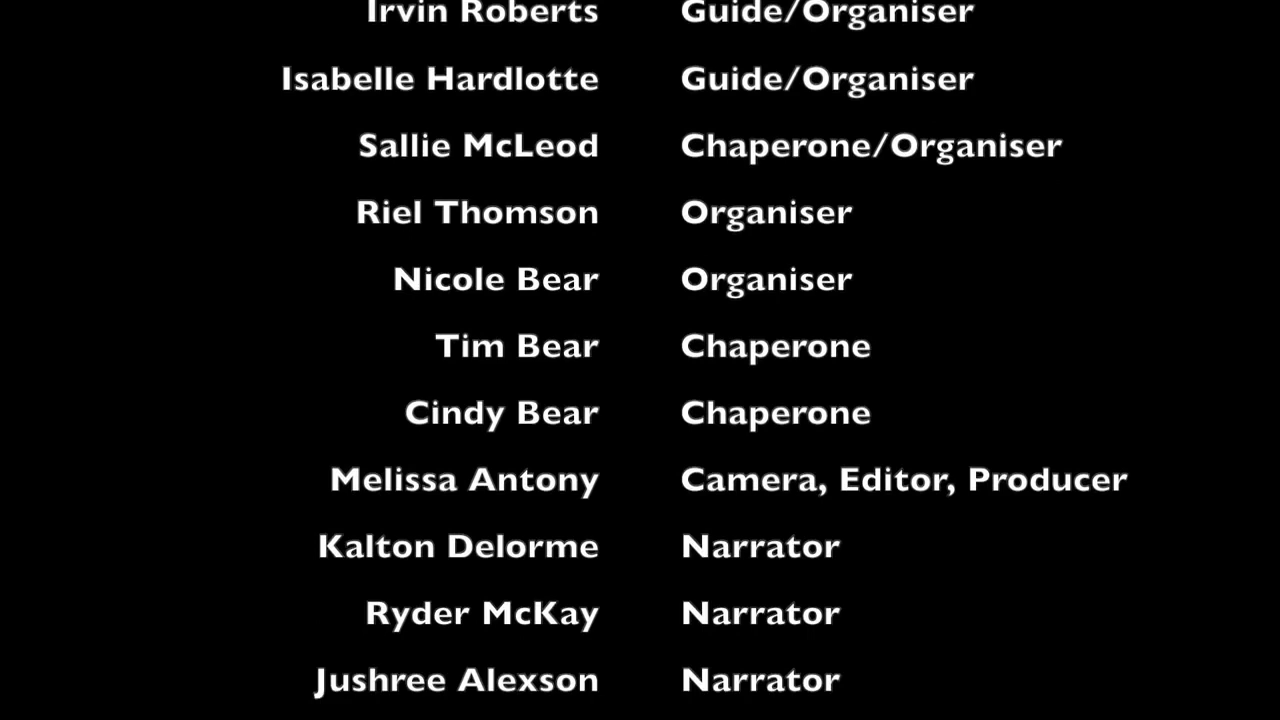 Irvin Roberts Guide/Organiser
Isabelle Hardlotte Guide/Organiser
Sallie McLeod Chaperone/Organiser
Riel Thomson Organiser
Nicole Bear Organiser
Tim Bear Chaperone
Cindy Bear Chaperone
Melissa Antony Camera, Editor, Producer
Kalton Delorme Narrator
Ryder McKay Narrator
Jushree Alexson Narrator